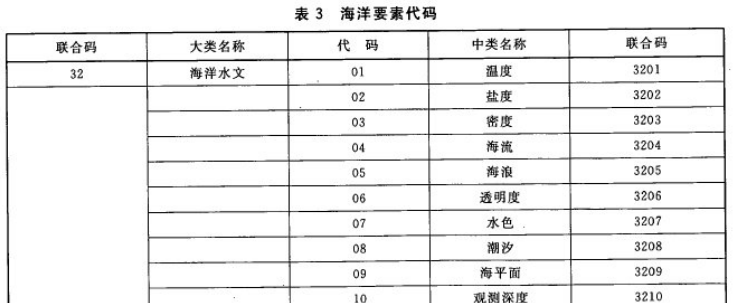 表 3 海洋要素代码
联合码 大类名称 代 码 中类名称 联合码
32 海洋水文 01 温度 3201
02 盐度 3202
03 密度 3203
04 海流 3204
05 海浪 3205
06 透明度 3206
07 水色 3207
08 潮汐 3208
09 海平面 3209
10 观测深度 3210